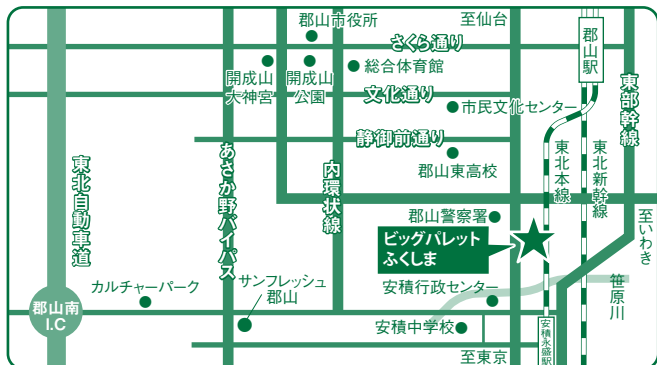 郡山市役所
至仙台
さくら通り
郡山駅
総合体育館
開成山
大神宮
開成山
公園
文化通り
市民文化センター
東部幹線
静御前通り
郡山東高校
東北自動車道
あさか野バイパス
内環状線
東北本線
東北新幹線
郡山警察署
至いわき
ビッグパレット
ふくしま
カルチャーパーク
サンフレッシュ
郡山
安積行政センター
笹原川
郡山南
I.C
安積中学校
安積永盛駅
至東京